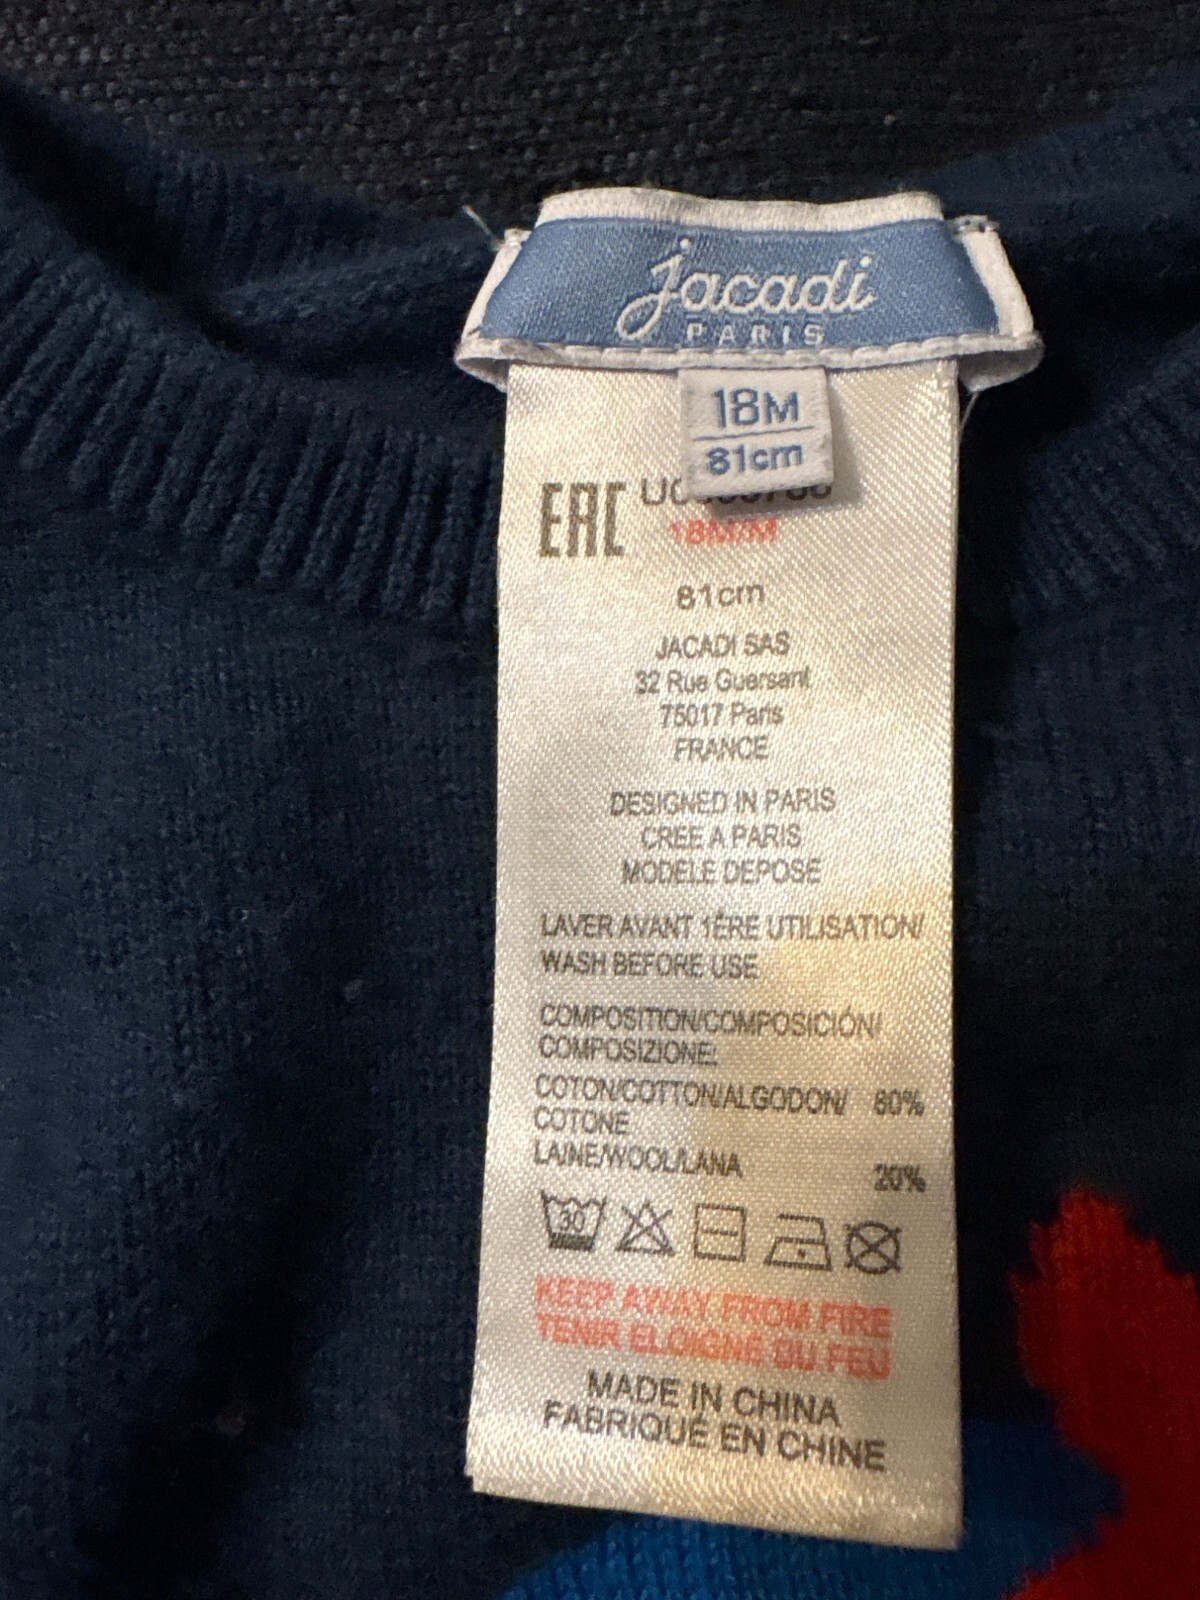 jacadi
PARIS
18M
81cm
EAC
18M/M
81cm
JACADI SAS
32 Rue Guersant
75017 Paris
FRANCE
DESIGNED IN PARIS
CREE A PARIS
MODELE DEPOSE
LAVER AVANT 1ÈRE UTILISATION/
WASH BEFORE USE
COMPOSITION/COMPOSICIÓN/
COMPOSIZIONE:
COTON/COTTON/ALGODON/ 80%
COTONE
LAINE/WOOL/LANA 20%
30
KEEP AWAY FROM FIRE
TENIR ELOIGNE DU FEU
MADE IN CHINA
FABRIQUÉ EN CHINE